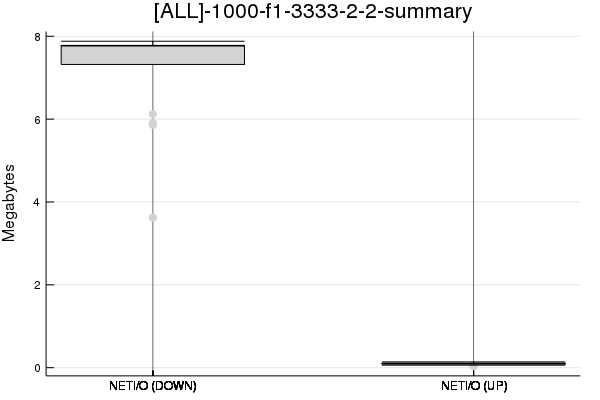 [ALL]-1000-f1-3333-2-2-summary
Megabytes
8
6
4
2
0
NETI/O (DOWN)
NETI/O (UP)